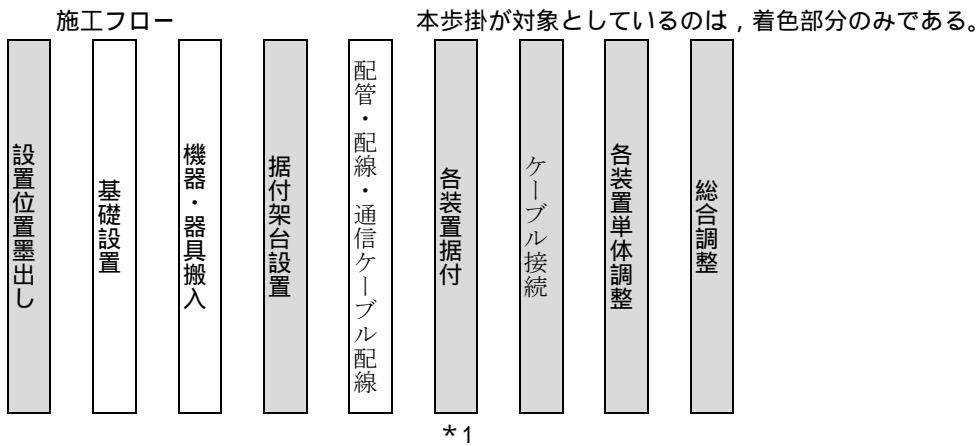 施工フロー
本歩掛が対象としているのは，着色部分のみである。
設置位置墨出し
基礎設置
機器・器具搬入
据付架台設置
配管・配線・通信ケーブル配線
各装置据付
ケーブル接続
各装置単体調整
総合調整
＊1